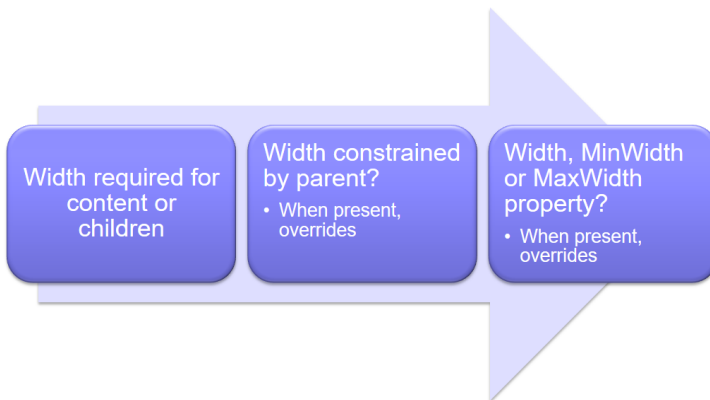 Width required for
content or
children
Width constrained
by parent?
• When present,
overrides
Width, MinWidth
or MaxWidth
property?
• When present,
overrides